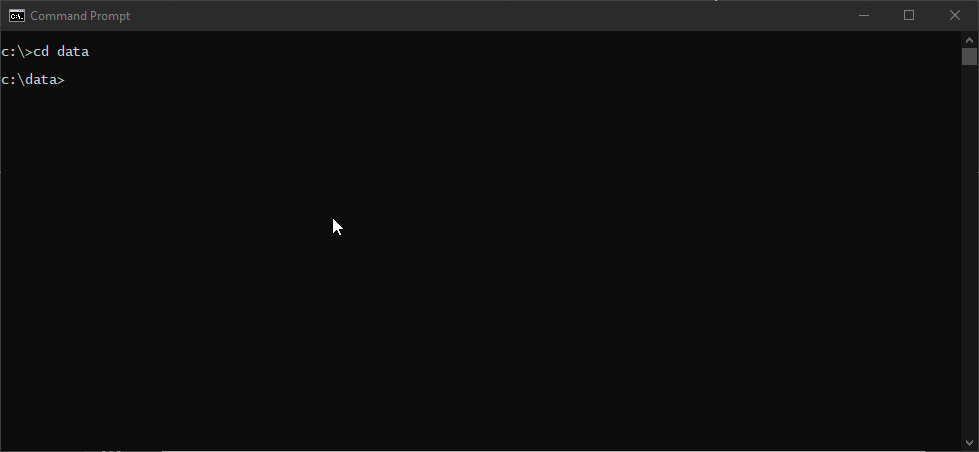 Command Prompt
c:\>cd data
c:\data>